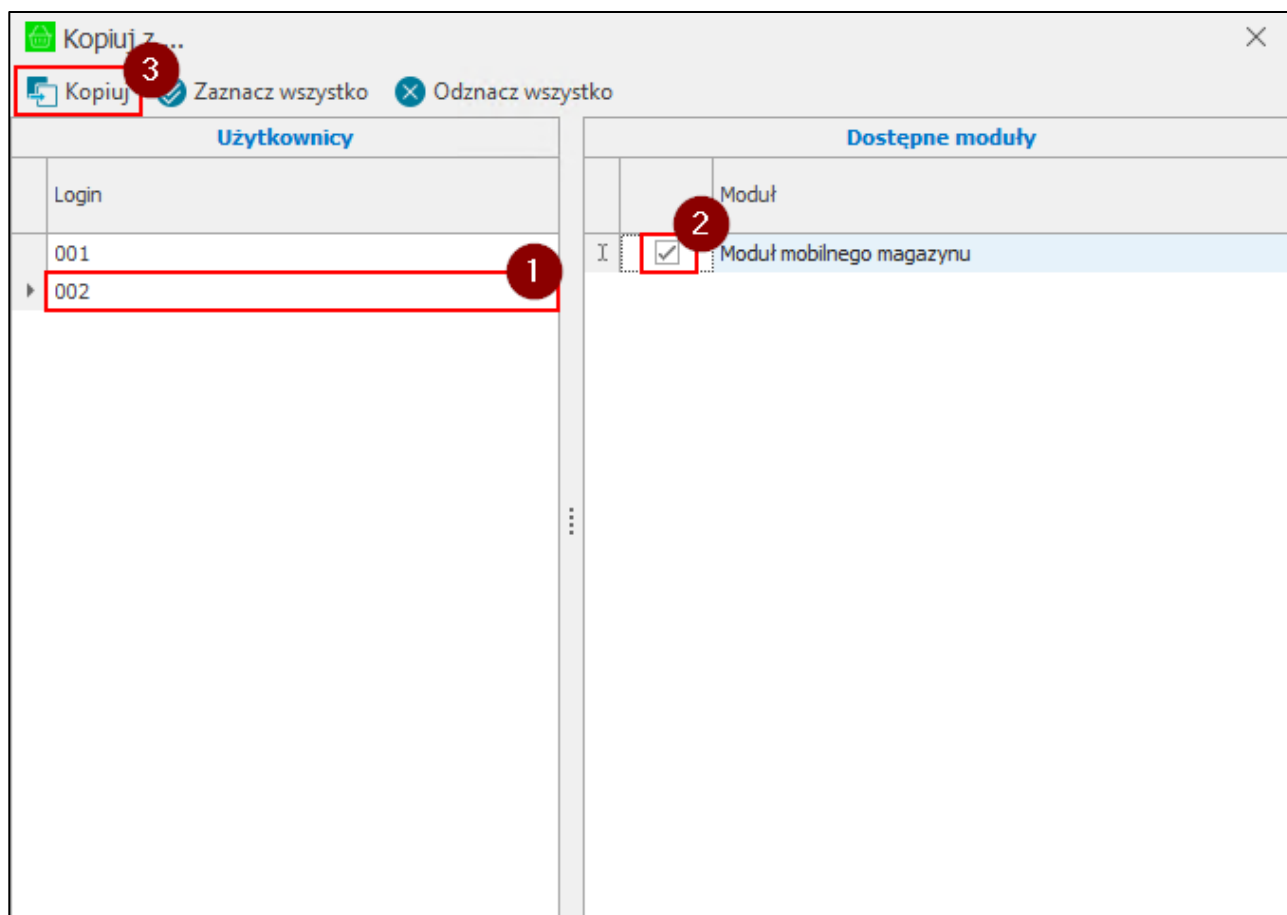 Kopiuj z ...
3
Kopiuj Zaznacz wszystko Odznacz wszystko
Użytkownicy Dostępne moduły
Login Moduł
2
001 Moduł mobilnego magazynu
1
002